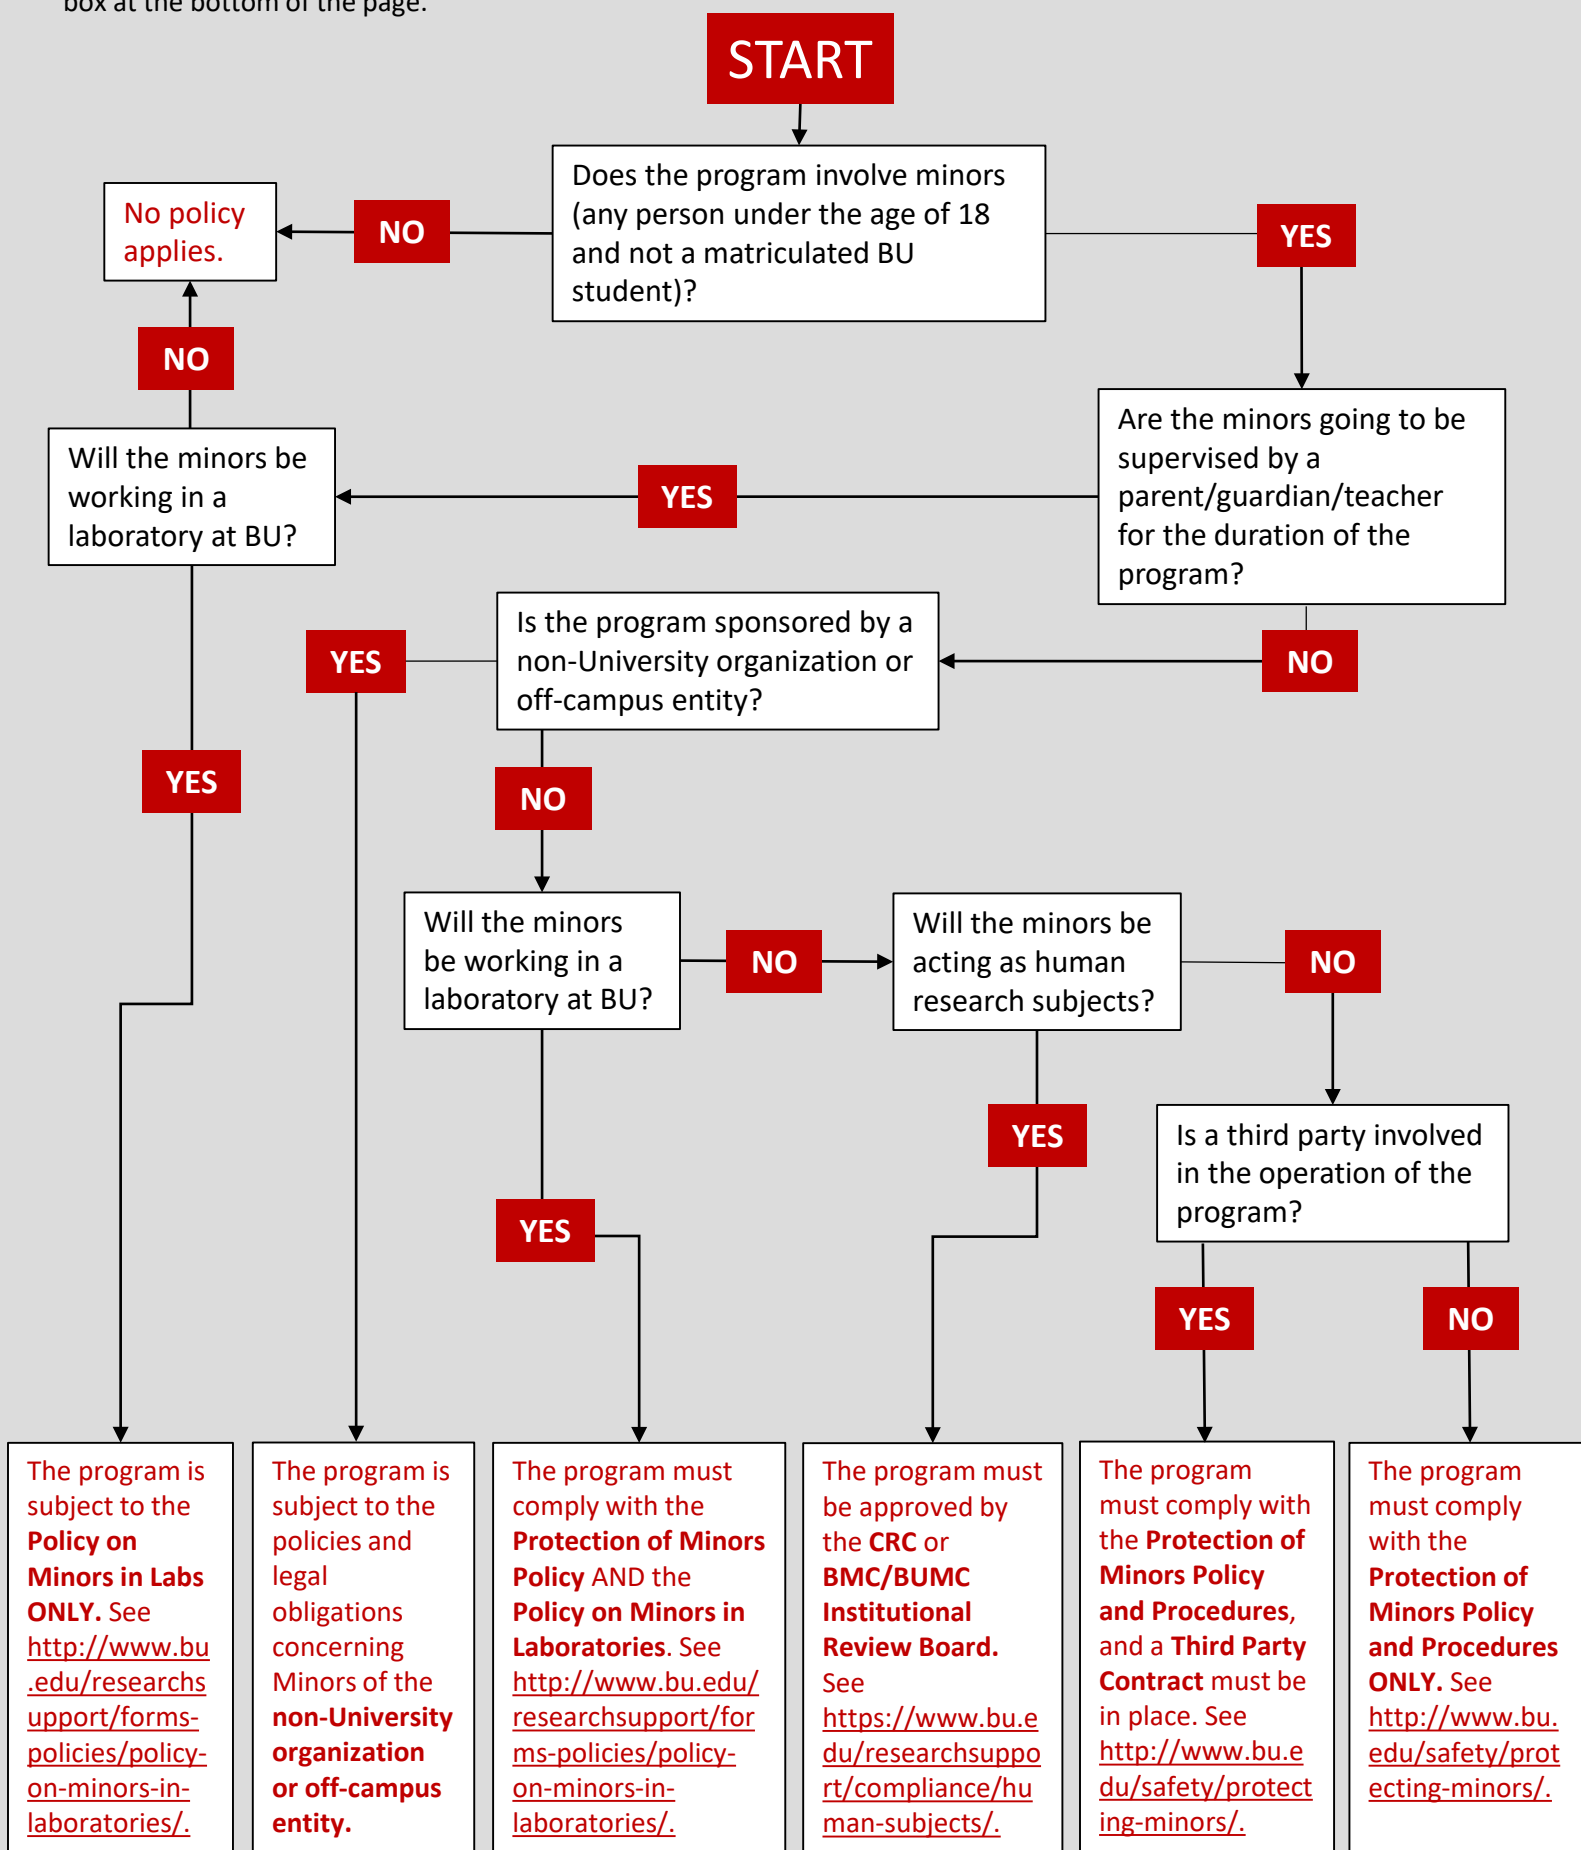 box at the bottom of the page.
START
Does the program involve minors
(any person under the age of 18
and not a matriculated BU
student)?
NO
No policy
applies.
YES
NO
Are the minors going to be
supervised by a
parent/guardian/teacher
for the duration of the
program?
YES
Will the minors be
working in a
laboratory at BU?
NO
Is the program sponsored by a
non-University organization or
off-campus entity?
YES
YES
NO
Will the minors
be working in a
laboratory at BU?
NO
Will the minors be
acting as human
research subjects?
NO
YES
Is a third party involved
in the operation of the
program?
YES
YES
NO
The program is
subject to the
Policy on
Minors in Labs
ONLY. See
http://www.bu
.edu/researchs
upport/forms-
policies/policy-
on-minors-in-
laboratories/.
The program is
subject to the
policies and
legal
obligations
concerning
Minors of the
non-University
organization
or off-campus
entity.
The program must
comply with the
Protection of Minors
Policy AND the
Policy on Minors in
Laboratories. See
http://www.bu.edu/
researchsupport/for
ms-policies/policy-
on-minors-in-
laboratories/.
The program must
be approved by
the CRC or
BMC/BUMC
Institutional
Review Board.
See
https://www.bu.e
du/researchsuppo
rt/compliance/hu
man-subjects/.
The program
must comply with
the Protection of
Minors Policy
and Procedures,
and a Third Party
Contract must be
in place. See
http://www.bu.e
du/safety/protect
ing-minors/.
The program
must comply
with the
Protection of
Minors Policy
and Procedures
ONLY. See
http://www.bu.
edu/safety/prot
ecting-minors/.